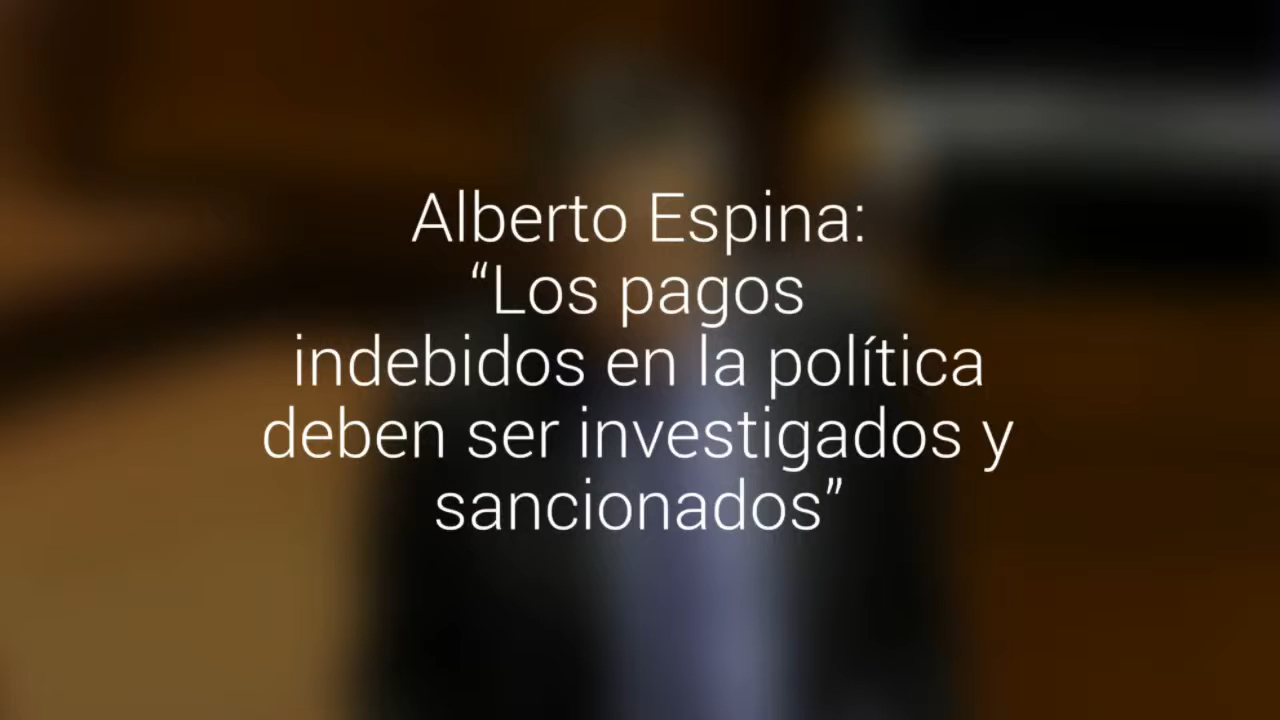 Alberto Espina:
“Los pagos
indebidos en la política
deben ser investigados y
sancionados”